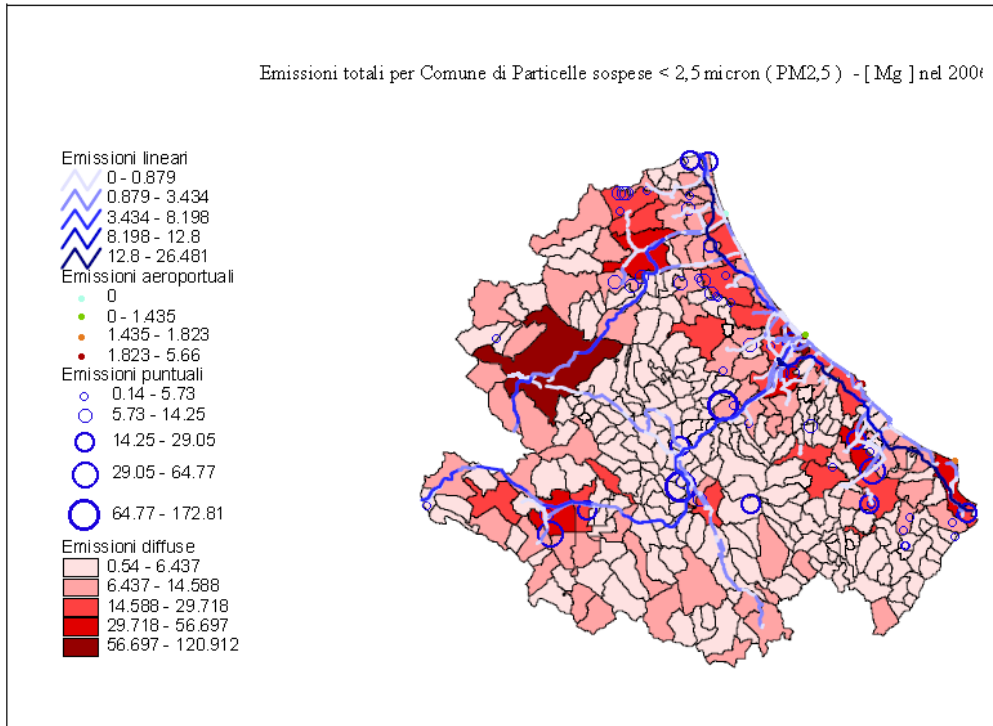 Emissioni totali per Comune di Particelle sospese < 2,5 micron ( PM2,5 ) - [ Mg ] nel 2006
Emissioni lineari
0 - 0.879
0.879 - 3.434
3.434 - 8.198
8.198 - 12.8
12.8 - 26.481
Emissioni aeroportuali
0
0 - 1.435
1.435 - 1.823
1.823 - 5.66
Emissioni puntuali
0.14 - 5.73
5.73 - 14.25
14.25 - 29.05
29.05 - 64.77
64.77 - 172.81
Emissioni diffuse
0.54 - 6.437
6.437 - 14.588
14.588 - 29.718
29.718 - 56.697
56.697 - 120.912